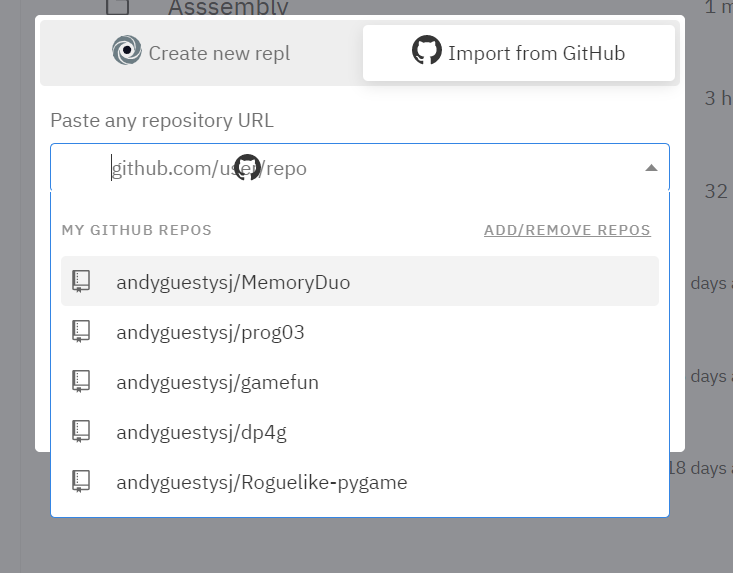 Asssembly
1 m
Create new repl
Import from GitHub
3 h
Paste any repository URL
github.com/user/repo
32
MY GITHUB REPOS
ADD/REMOVE REPOS
andyguestysj/MemoryDuo
days a
andyguestysj/prog03
andyguestysj/gamefun
days a
andyguestysj/dp4g
18 days a
andyguestysj/Roguelike-pygame